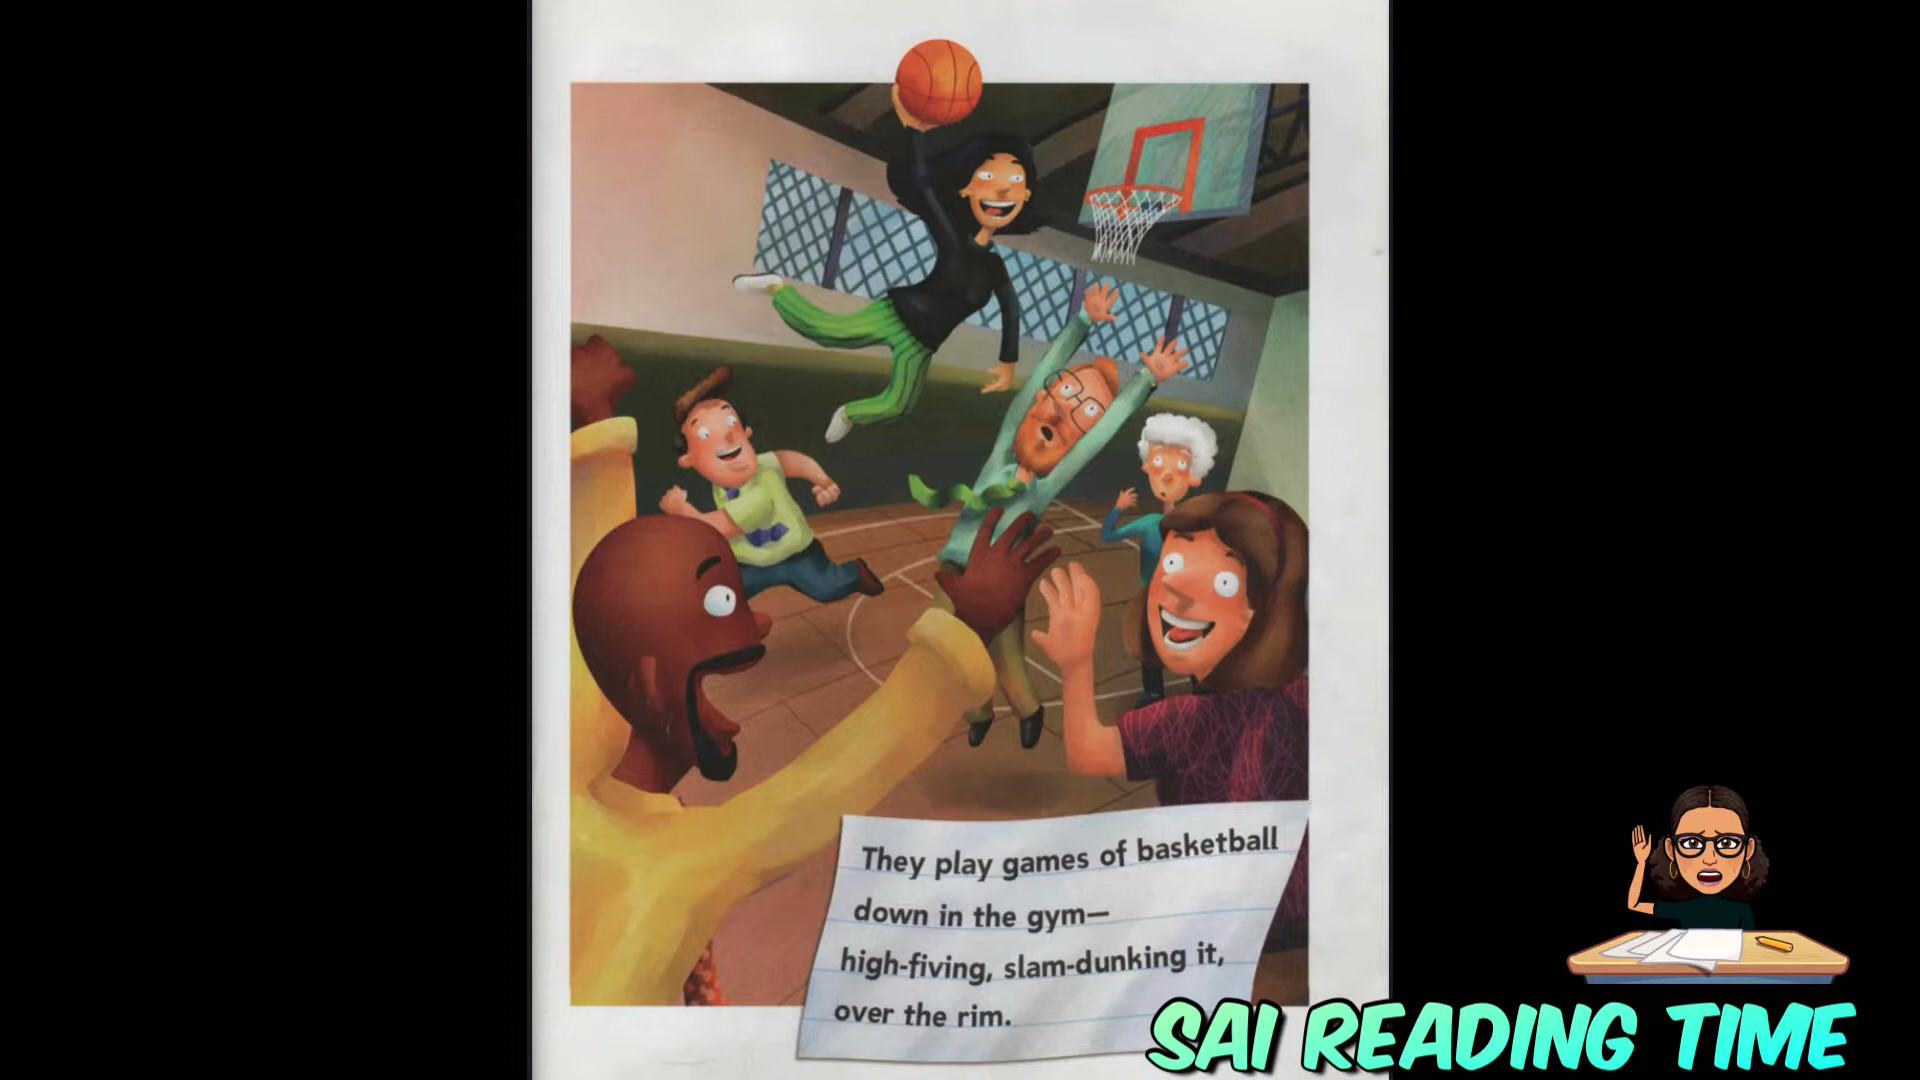 They play games of basketball
down in the gym—
high-fiving, slam-dunking it,
over the rim.
SAI READING TIME